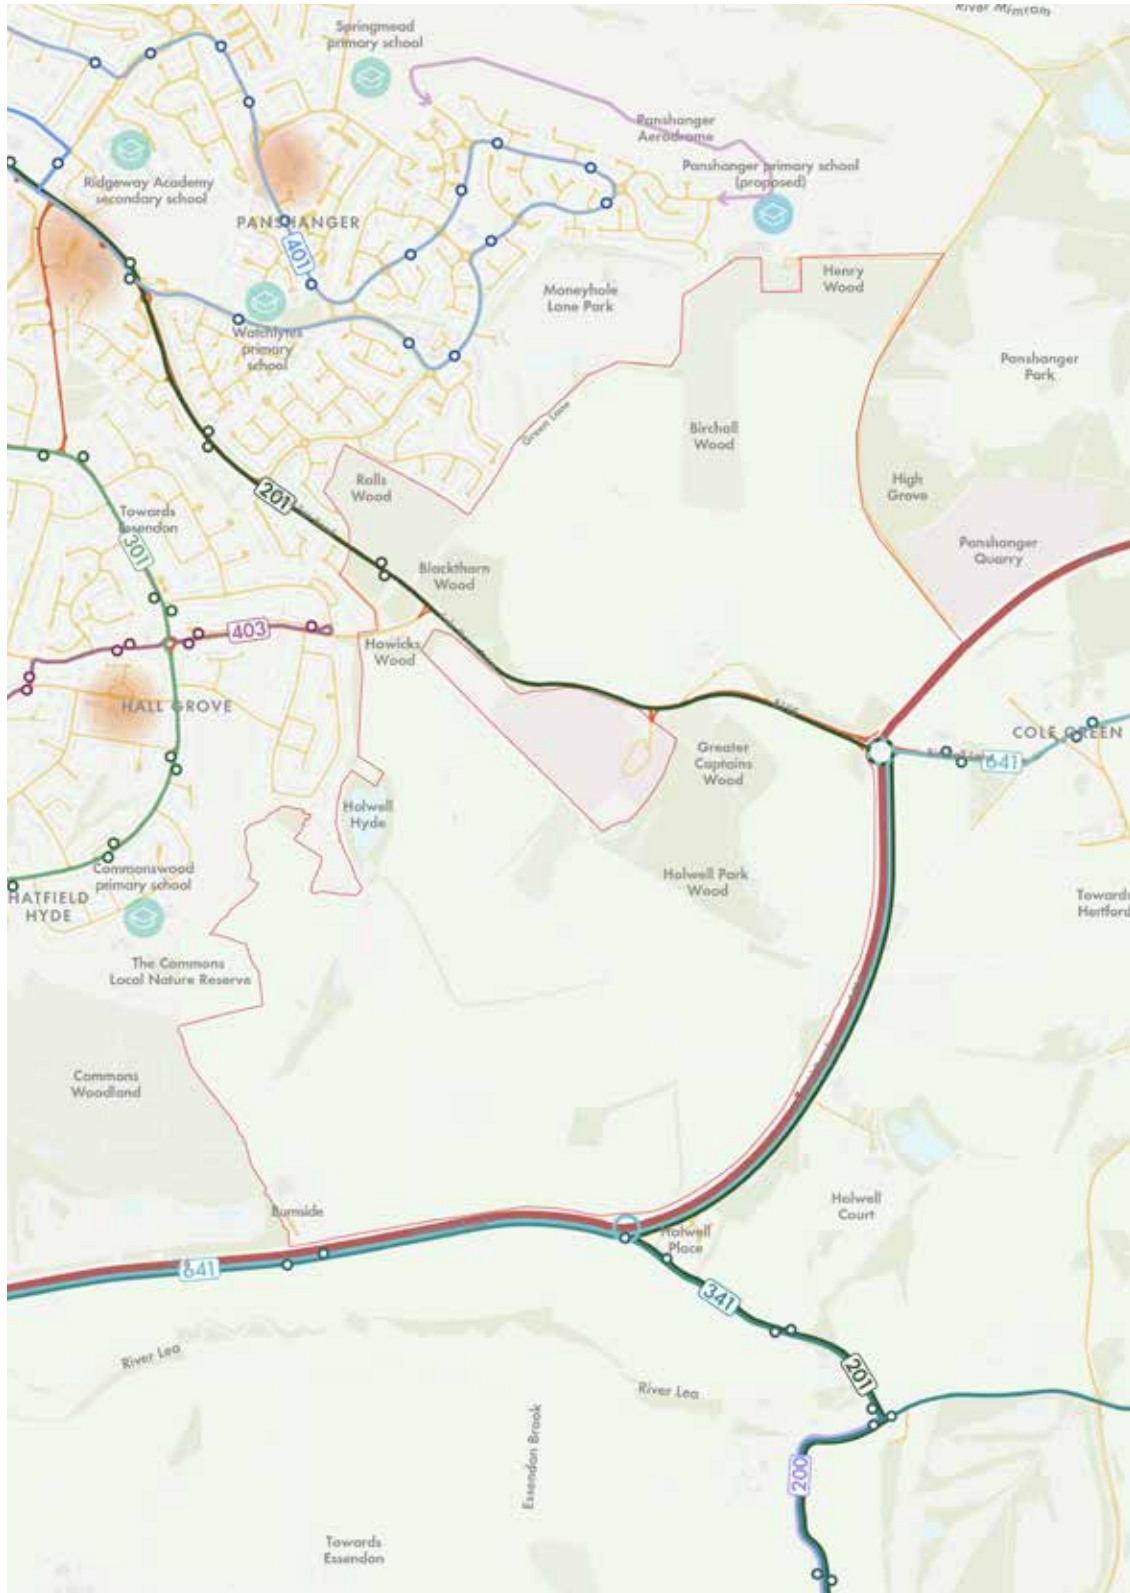 River Mimram
Springmead
primary school
Panshanger
Aerodrome
Panshanger primary school
(proposed)
Ridgeway Academy
secondary school
PANSHANGER
401
Moneyhole
Lane Park
Henry
Wood
Watchlytes
primary
school
Panshanger
Park
Green Lane
Birchall
Wood
Rolls
Wood
High
Grove
201
Towards
Essendon
301
Panshanger
Quarry
Blackthorn
Wood
403
Howicks
Wood
HALL GROVE
A414
COLE GREEN
Greater
Captains
Wood
641
Holwell
Hyde
Commonswood
primary school
Holwell Park
Wood
HATFIELD
HYDE
Towards
Hertford
The Commons
Local Nature Reserve
Commons
Woodland
Burnside
Holwell
Court
Holwell
Place
641
341
River Lea
201
River Lea
Essendon Brook
200
Towards
Essendon